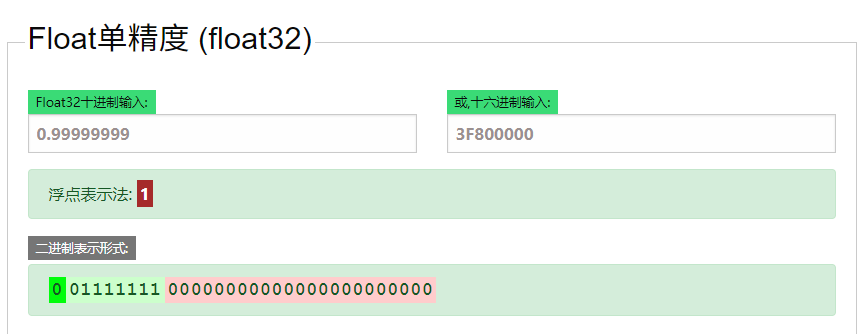 Float单精度 (float32)
Float32十进制输入: 或,十六进制输入:
0.99999999 3F800000
浮点表示法: 1
二进制表示形式:
0 01111111 00000000000000000000000